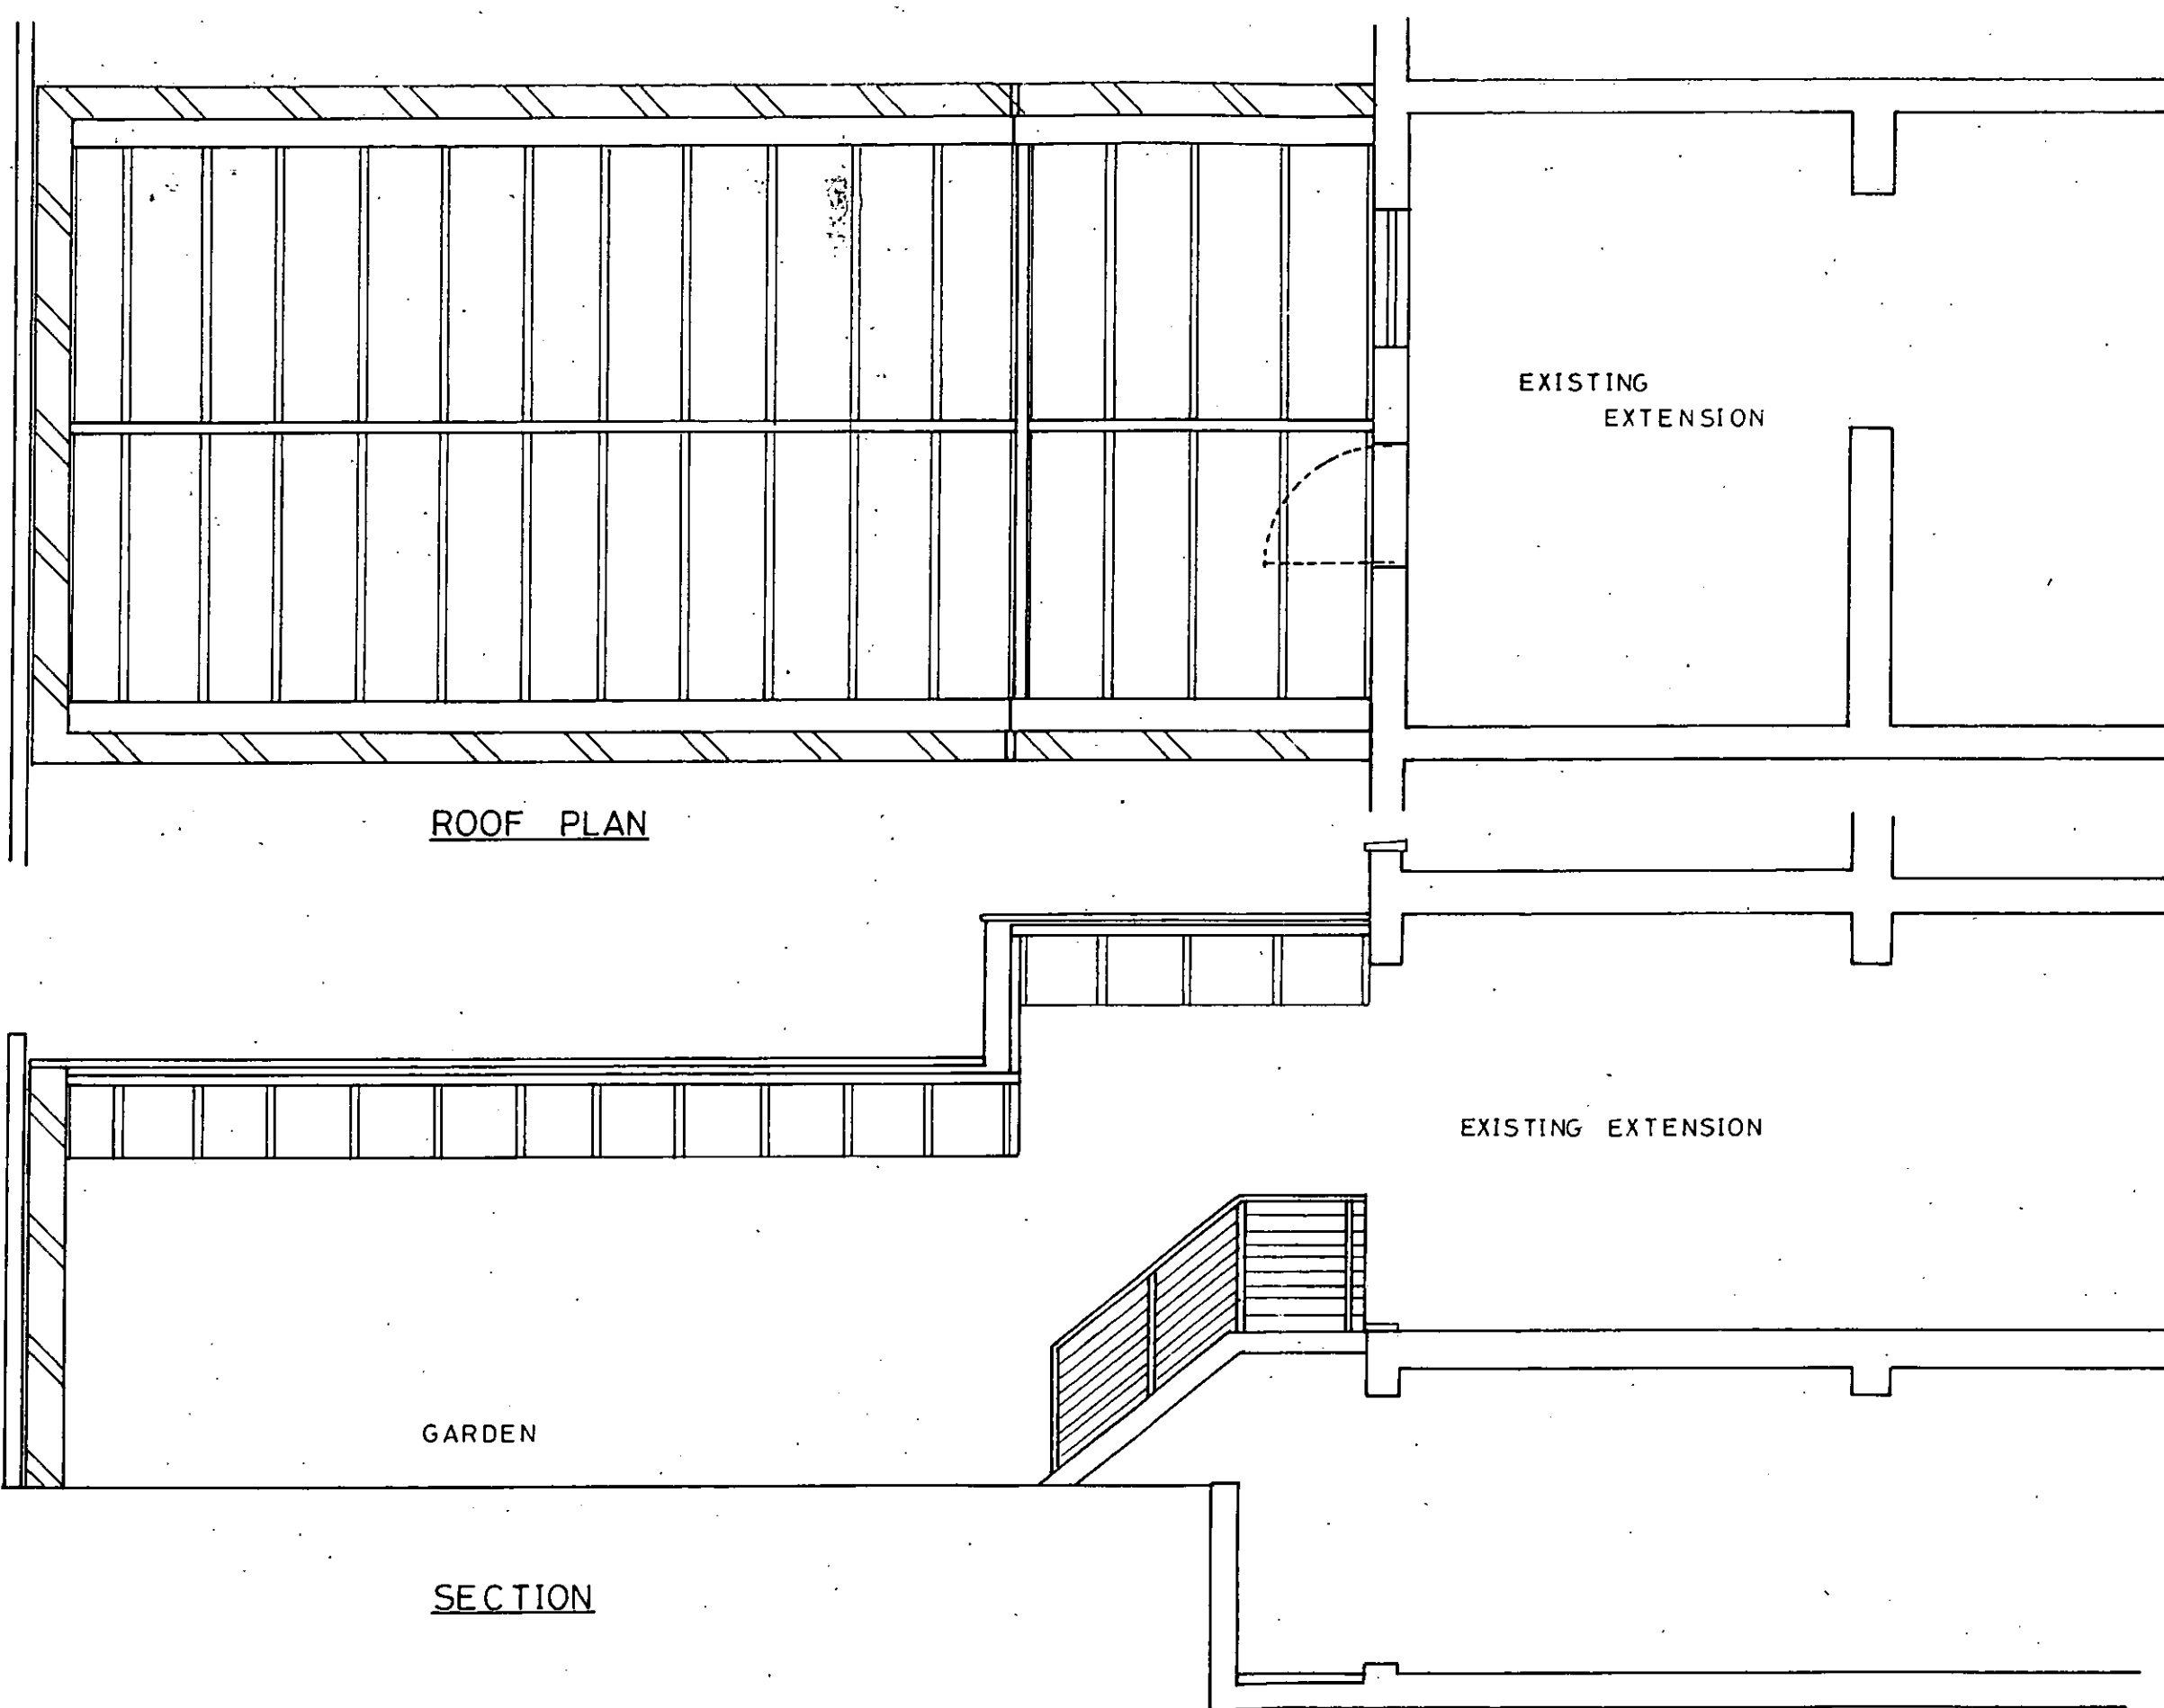 EXISTING
EXTENSION
ROOF PLAN
EXISTING EXTENSION
GARDEN
SECTION